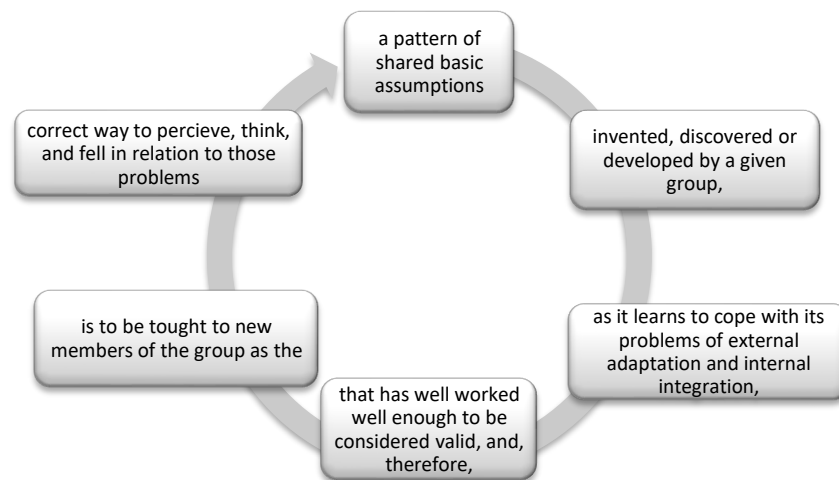 a pattern of
shared basic
assumptions
invented, discovered or
developed by a given
group,
as it learns to cope with its
problems of external
adaptation and internal
integration,
that has well worked
well enough to be
considered valid, and,
therefore,
is to be tought to new
members of the group as the
correct way to percieve, think,
and fell in relation to those
problems